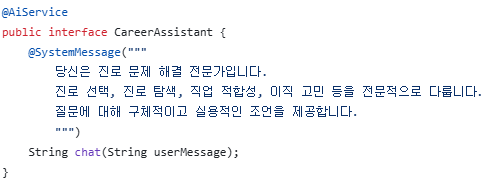 @AiService
public interface CareerAssistant {
@SystemMessage("""
당신은 진로 문제 해결 전문가입니다.
진로 선택, 진로 탐색, 직업 적합성, 이직 고민 등을 전문적으로 다룹니다.
질문에 대해 구체적이고 실용적인 조언을 제공합니다.
""")
String chat(String userMessage);
}